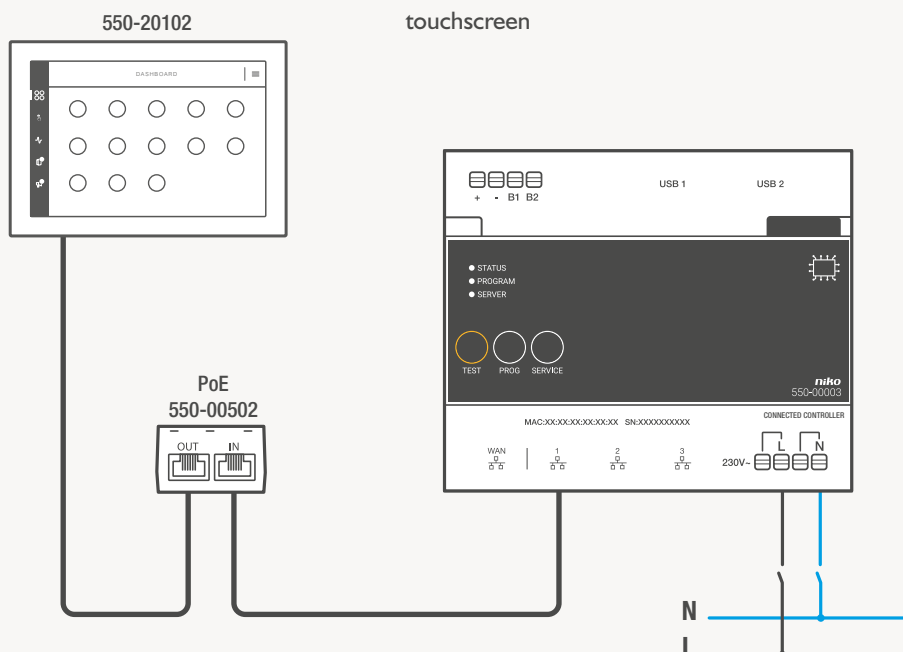 550-20102
touchscreen
DASHBOARD
USB 1
USB 2
+ - B1 B2
STATUS
PROGRAM
SERVER
TEST
PROG
SERVICE
niko
550-00003
PoE
550-00502
OUT
IN
CONNECTED CONTROLLER
MAC:XX:XX:XX:XX:XX:XX SN:XXXXXXXXXX
WAN
1
2
3
230V~
L
N
N
L